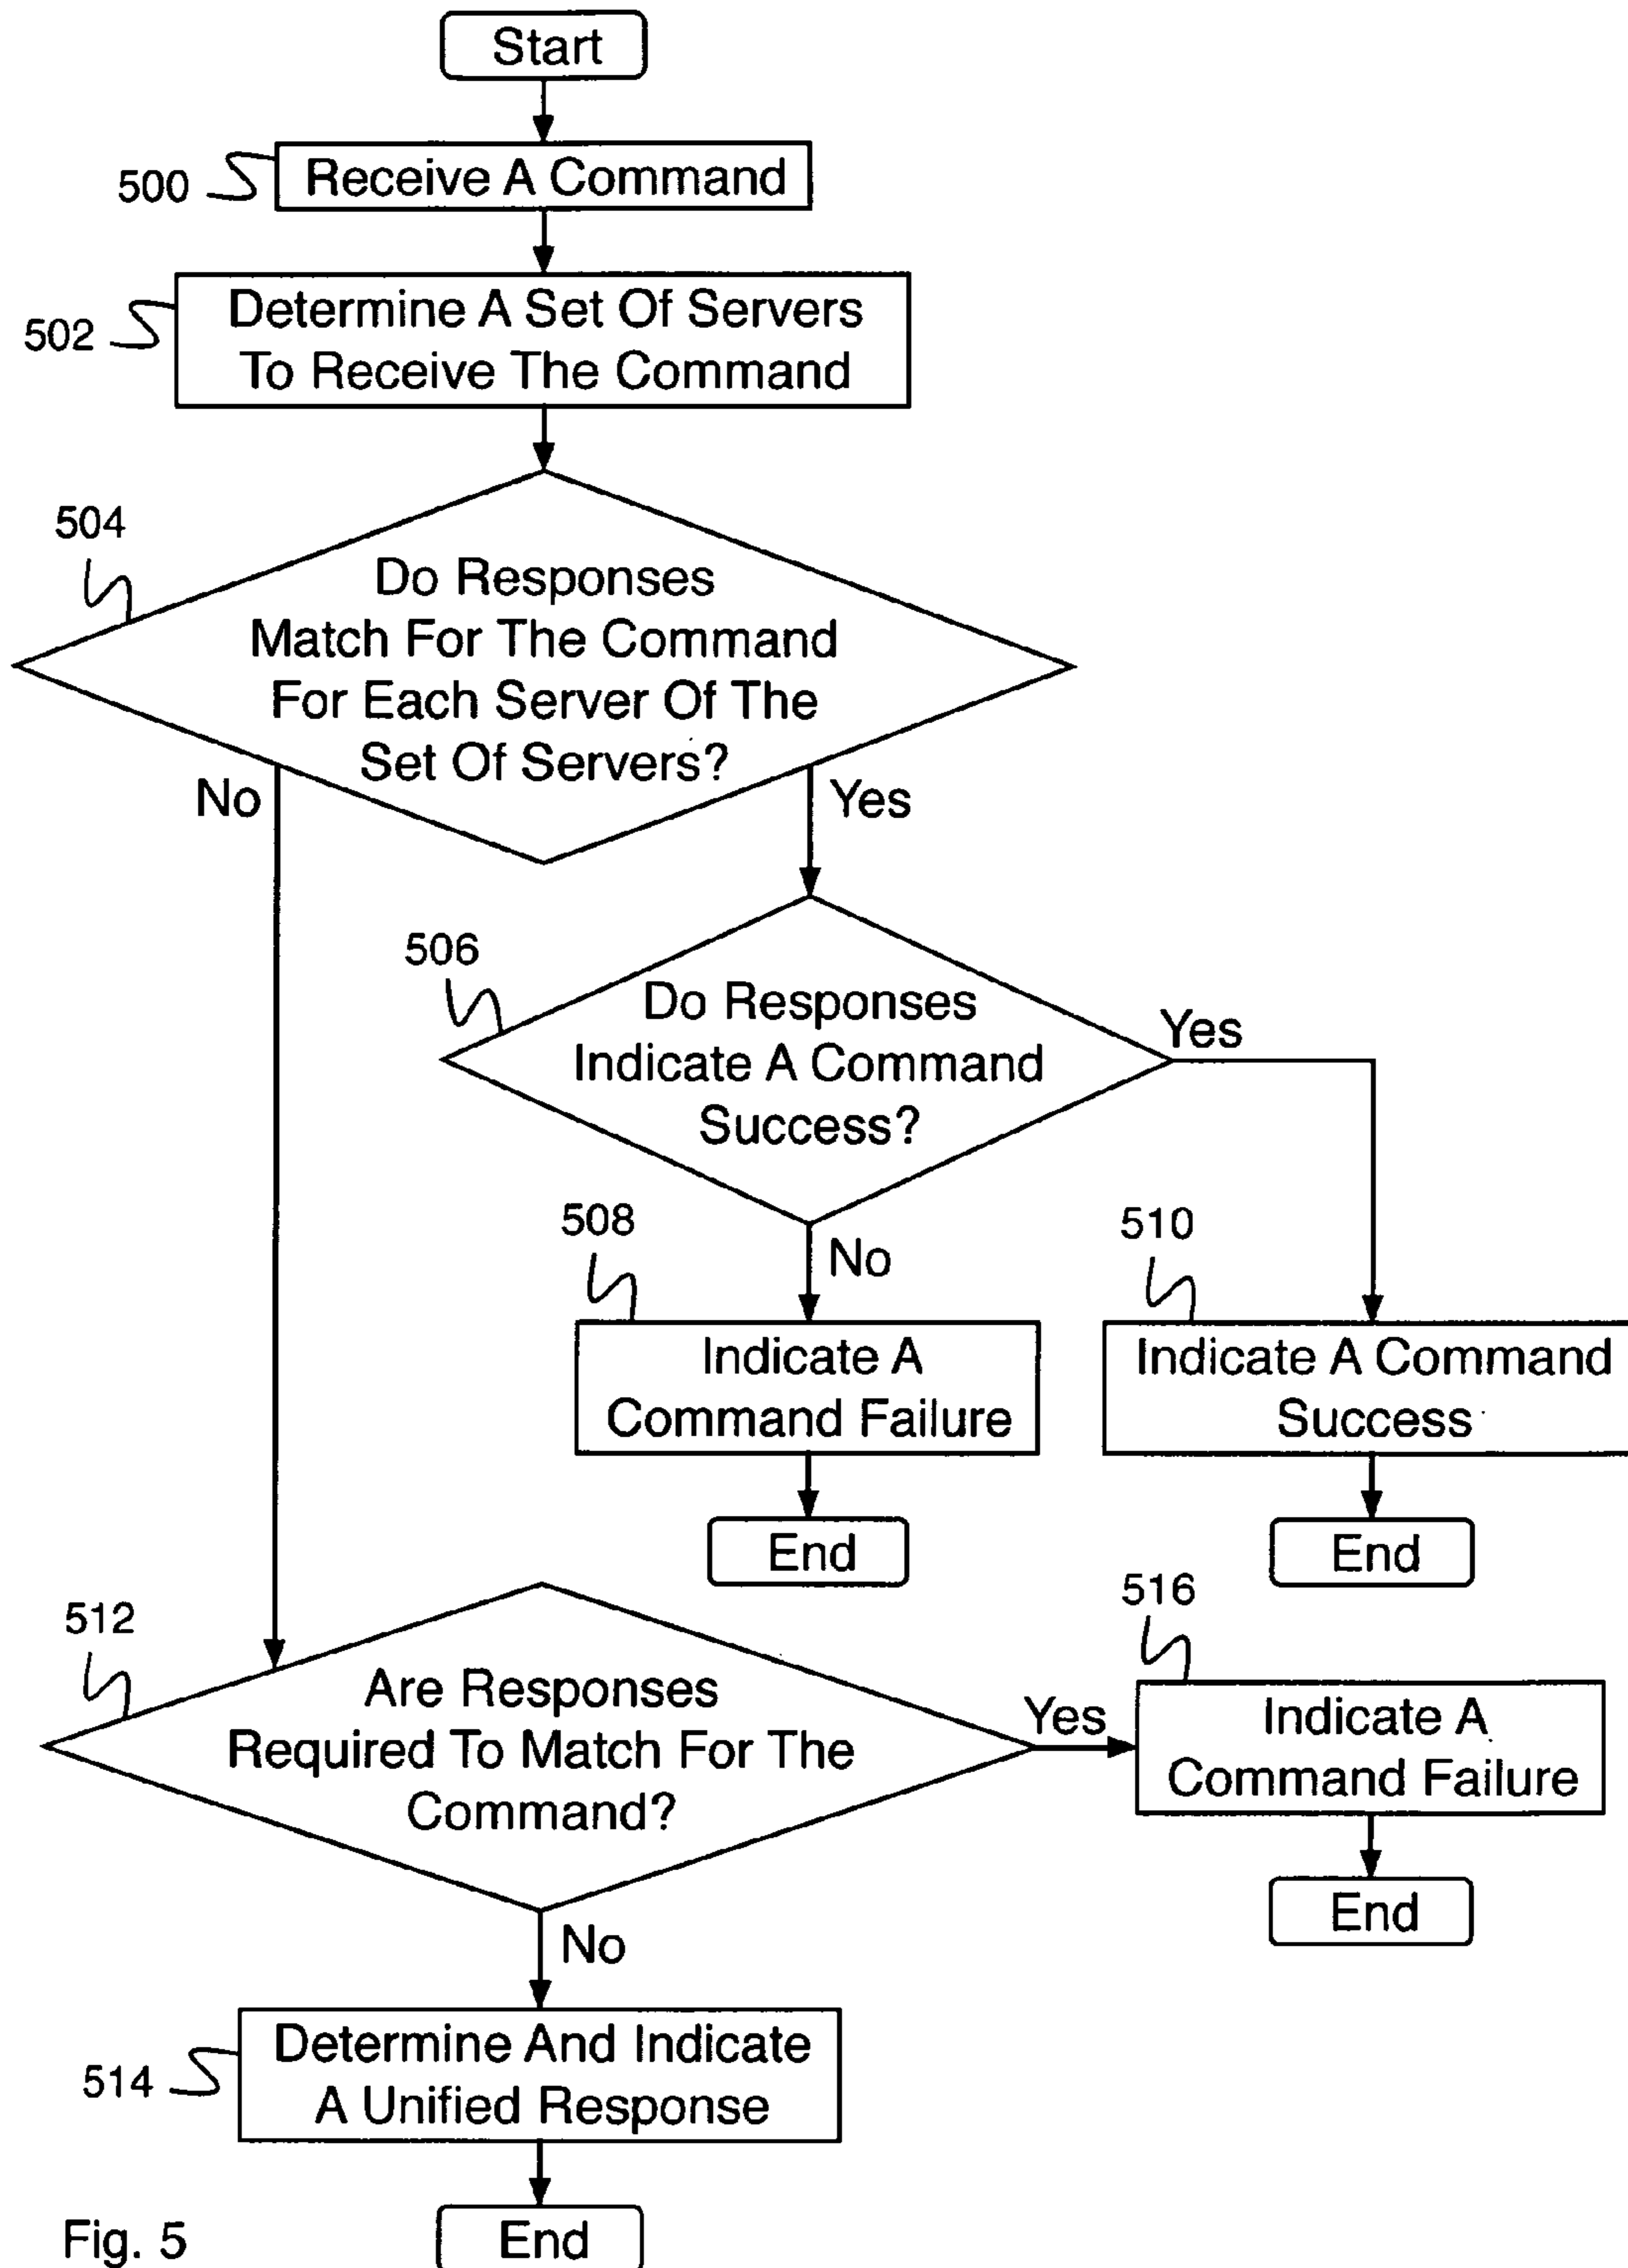 Start
500
Receive A Command
502
Determine A Set Of Servers
To Receive The Command
504
Do Responses
Match For The Command
For Each Server Of The
Set Of Servers?
No
Yes
506
Do Responses
Indicate A Command
Success?
Yes
No
508
Indicate A
Command Failure
510
Indicate A Command
Success
End
End
512
Are Responses
Required To Match For The
Command?
Yes
516
Indicate A
Command Failure
End
No
514
Determine And Indicate
A Unified Response
End
Fig. 5